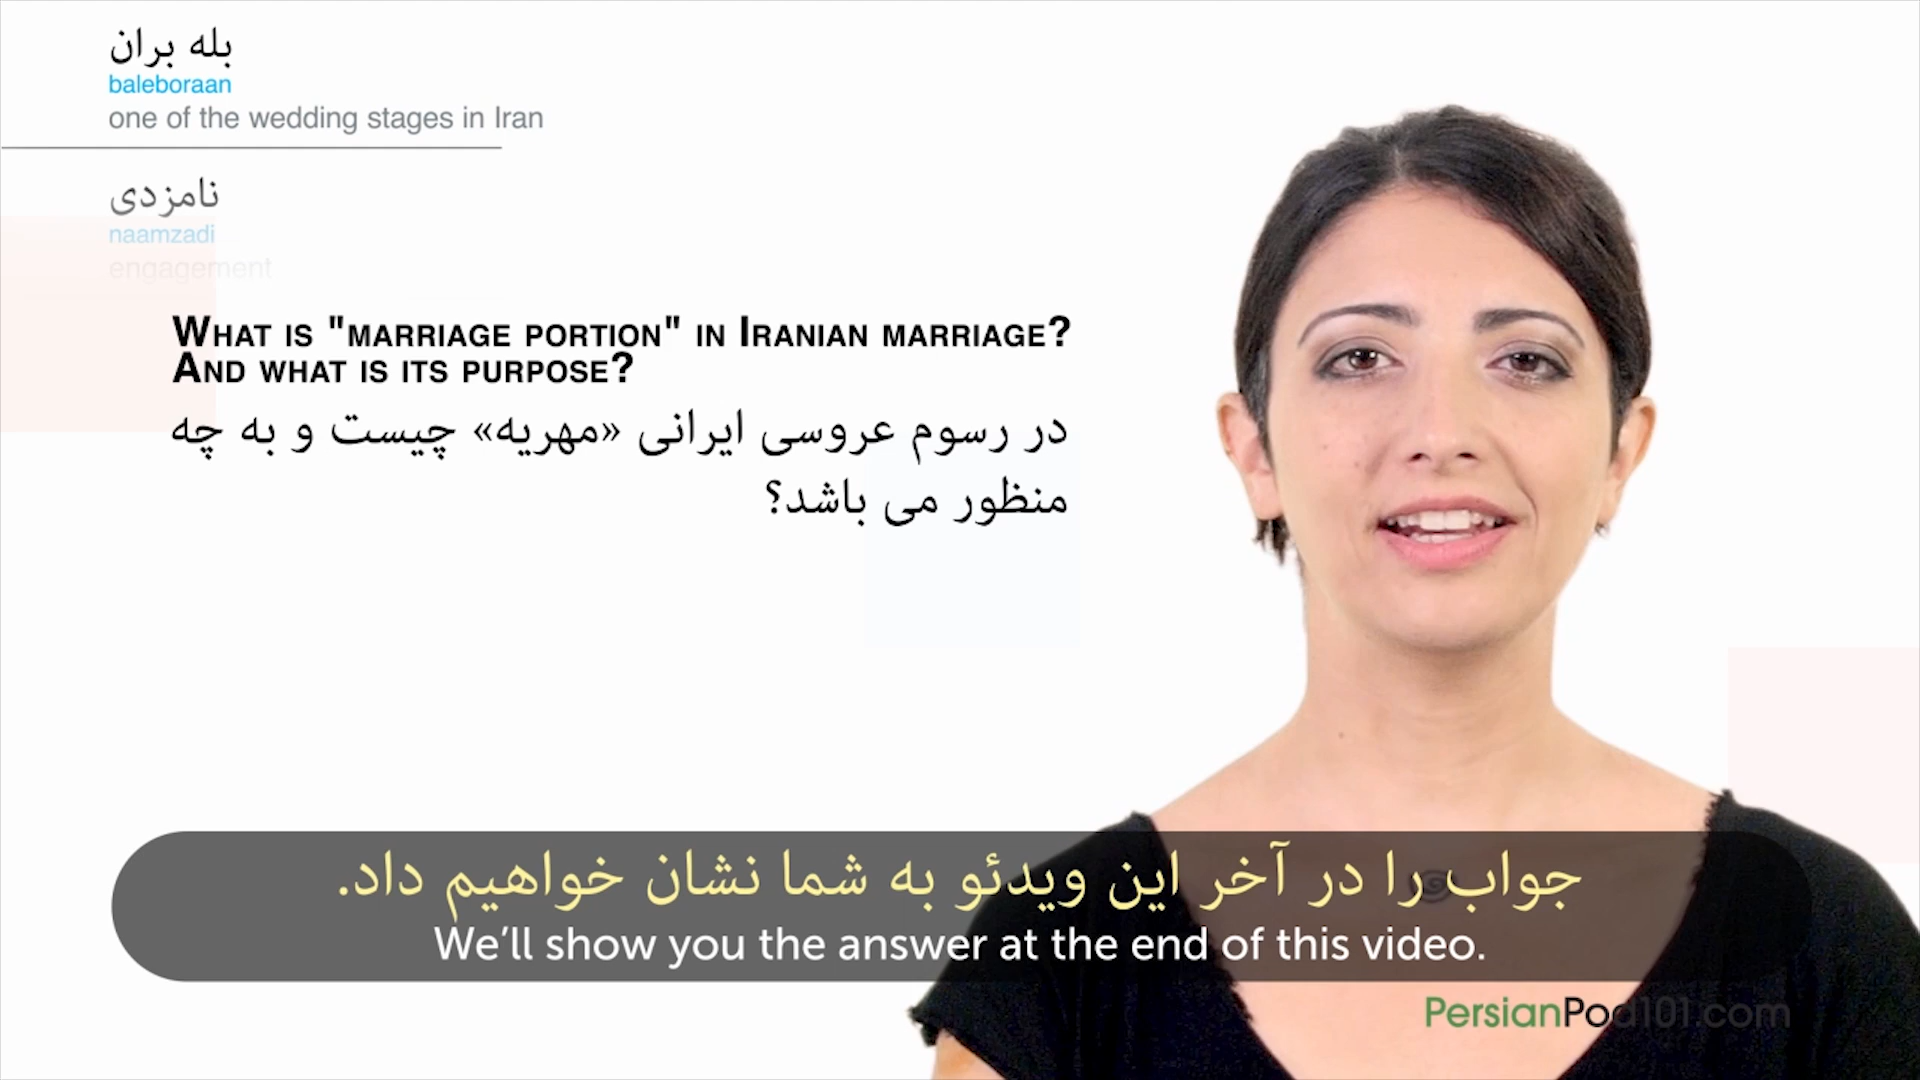 بله بران
baleboraan
one of the wedding stages in Iran
نامزدی
naamzadi
engagement
What is "marriage portion" in Iranian marriage?
And what is its purpose?
در رسوم عروسی ایرانی «مهریه» چیست و به چه
منظور می باشد؟
جواب را در آخر این ویدئو به شما نشان خواهیم داد.
We'll show you the answer at the end of this video.
PersianPod101.com